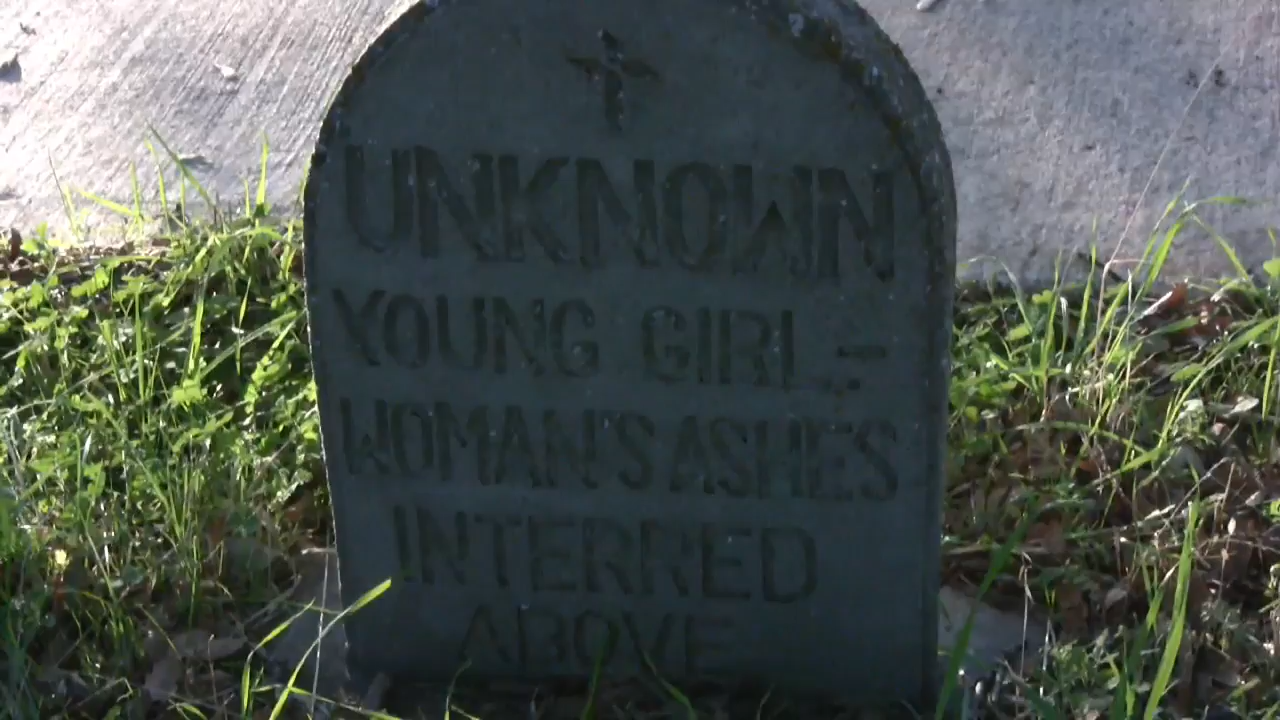 UNKNOWN
YOUNG GIRL -
WOMAN'S ASHES
INTERRED
ABOVE